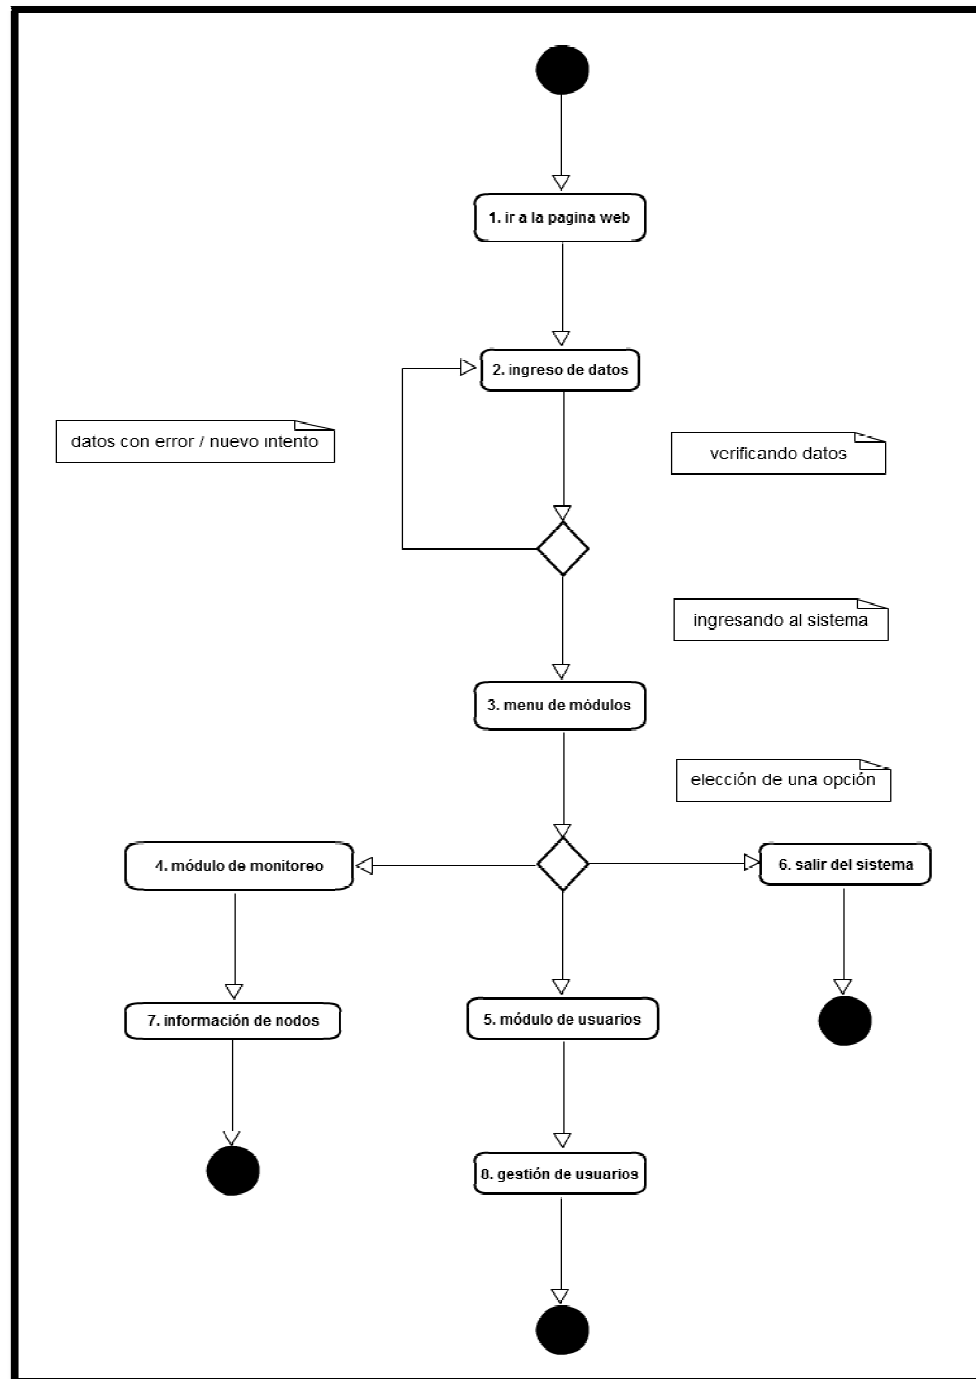 1. ir a la pagina web
2. ingreso de datos
datos con error / nuevo intento
verificando datos
ingresando al sistema
3. menu de módulos
elección de una opción
4. módulo de monitoreo
6. salir del sistema
7. información de nodos
5. módulo de usuarios
8. gestión de usuarios